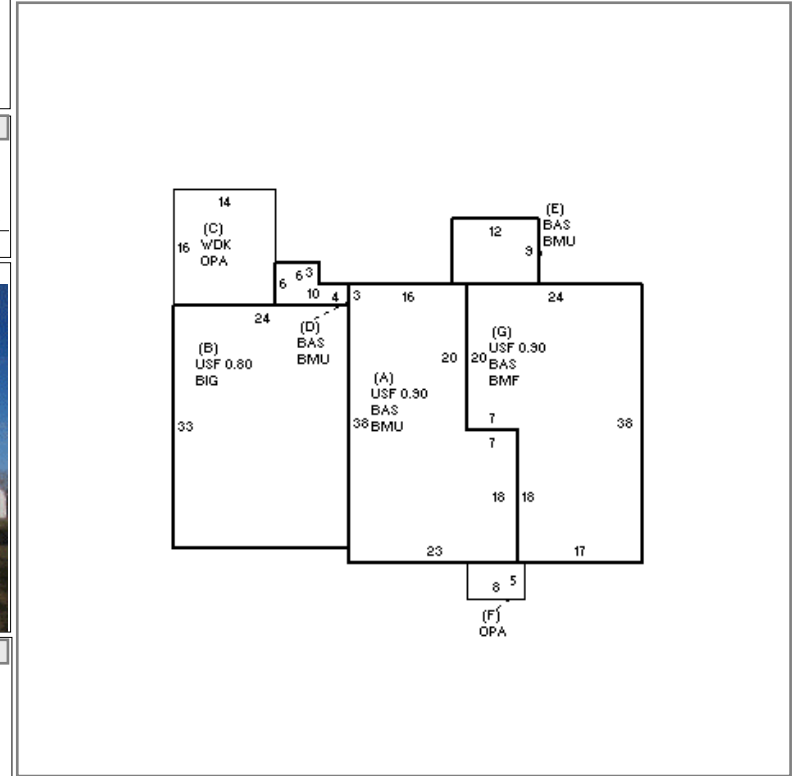 14
(C)
16 WDK
OPA
(E)
BAS
BMU
12
9
6 6 3
10 4 3
16
24
24
(D)
BAS
BMU
(B)
USF 0.80
BIG
33
(A)
USF 0.90
BAS
38 BMU
20 20
(G)
USF 0.90
BAS
BMF
7
7
38
18 18
23
17
8 5
(F)
OPA